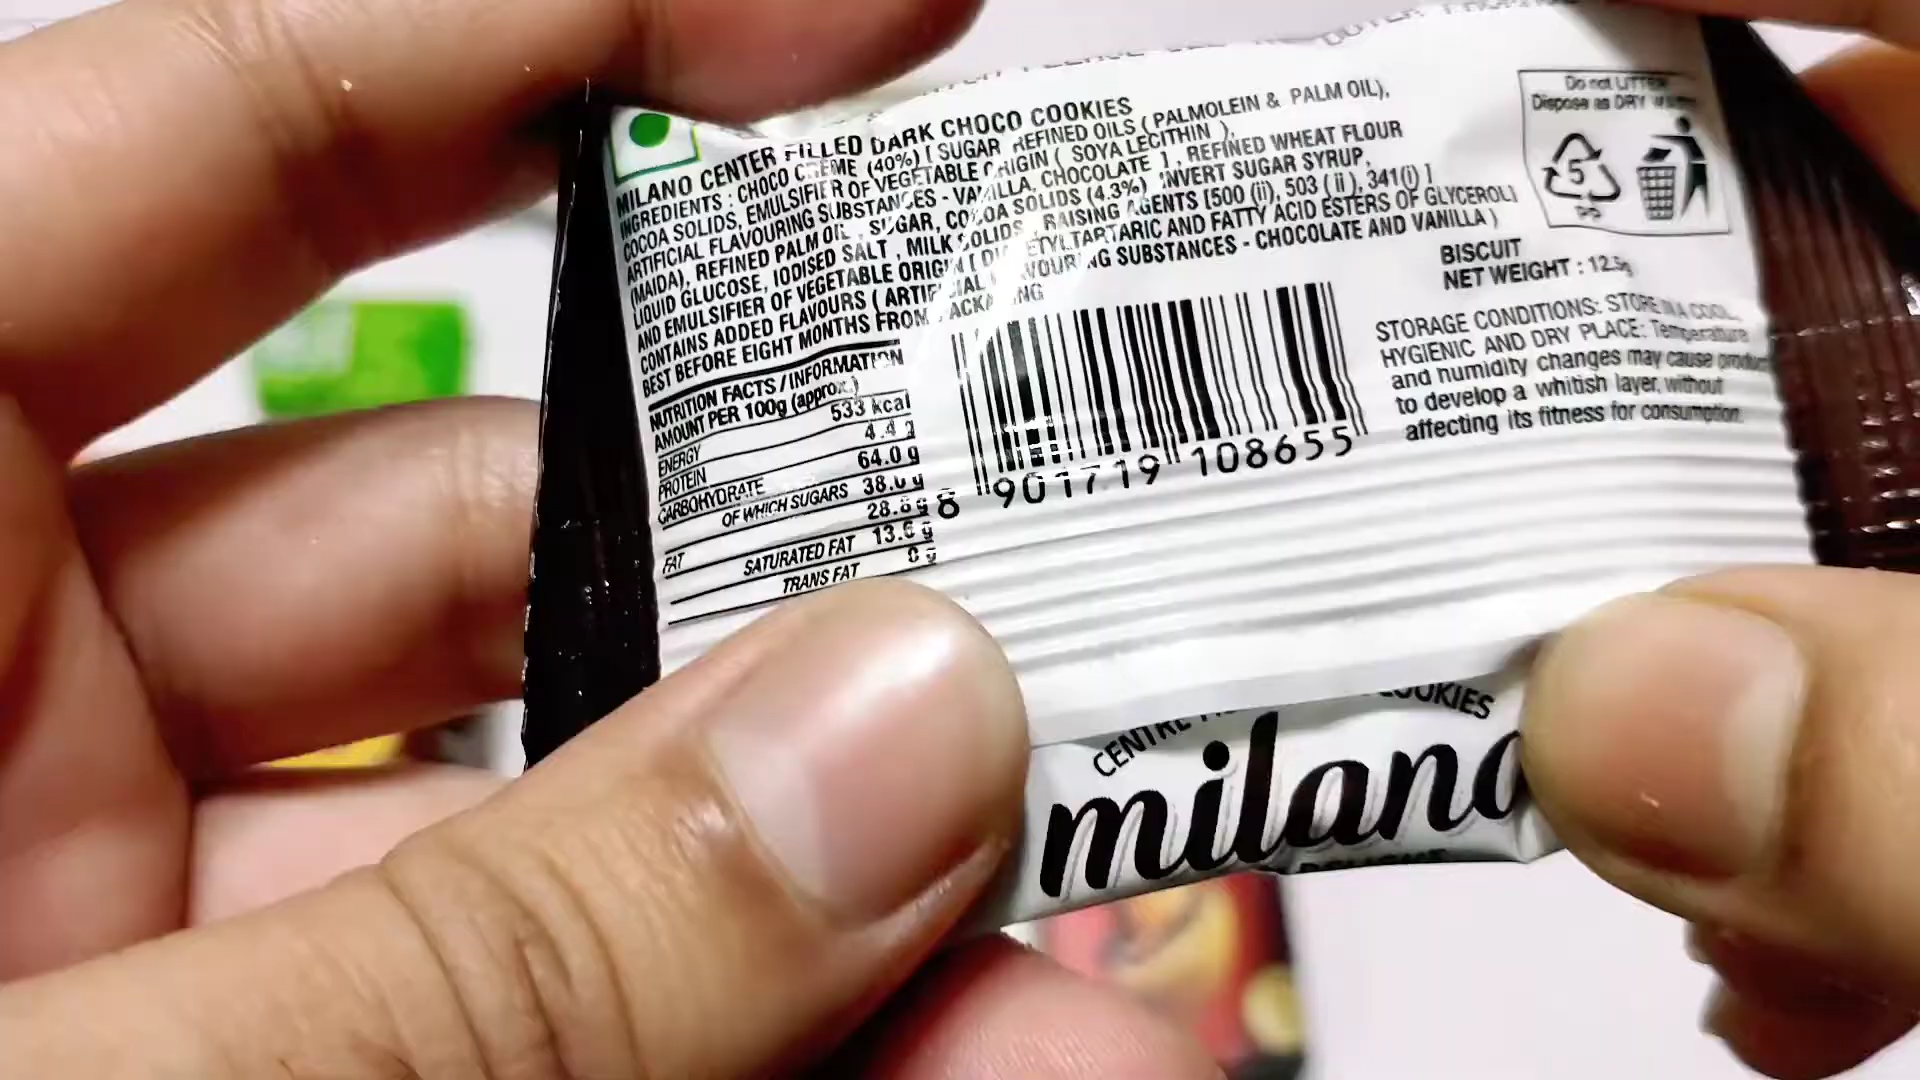 MILANO CENTER FILLED DARK CHOCO COOKIES
INGREDIENTS : CHOCO CRÈME (40%) [ SUGAR REFINED OILS ( PALMOLEIN & PALM OIL),
COCOA SOLIDS, EMULSIFIER OF VEGETABLE ORIGIN ( SOYA LECITHIN ),
ARTIFICIAL FLAVOURING SUBSTANCES - VANILLA, CHOCOLATE ], REFINED WHEAT FLOUR
(MAIDA), REFINED PALM OIL, SUGAR, COCOA SOLIDS (4.3%) INVERT SUGAR SYRUP,
LIQUID GLUCOSE, IODISED SALT, MILK SOLIDS, RAISING AGENTS [500 (ii), 503 (ii), 341(i) ]
AND EMULSIFIER OF VEGETABLE ORIGIN [ TARTARIC AND FATTY ACID ESTERS OF GLYCEROL]
CONTAINS ADDED FLAVOURS ( ARTIFICIAL FLAVOURING SUBSTANCES - CHOCOLATE AND VANILLA )
BEST BEFORE EIGHT MONTHS FROM PACKAGING
NUTRITION FACTS / INFORMATION
AMOUNT PER 100g (approx.)
ENERGY 533 kcal
PROTEIN 4.4 g
CARBOHYDRATE 64.0 g
OF WHICH SUGARS 38.0 g
FAT
SATURATED FAT
TRANS FAT 0 g
8 901719 108655
Do not LITTER
Dispose as DRY
5
PP
BISCUIT
NET WEIGHT : 12.5g
STORAGE CONDITIONS: STORE IN A COOL,
HYGIENIC AND DRY PLACE: Temperature
and humidity changes may cause product
to develop a whitish layer, without
affecting its fitness for consumption.
CENTRE COOKIES
milano